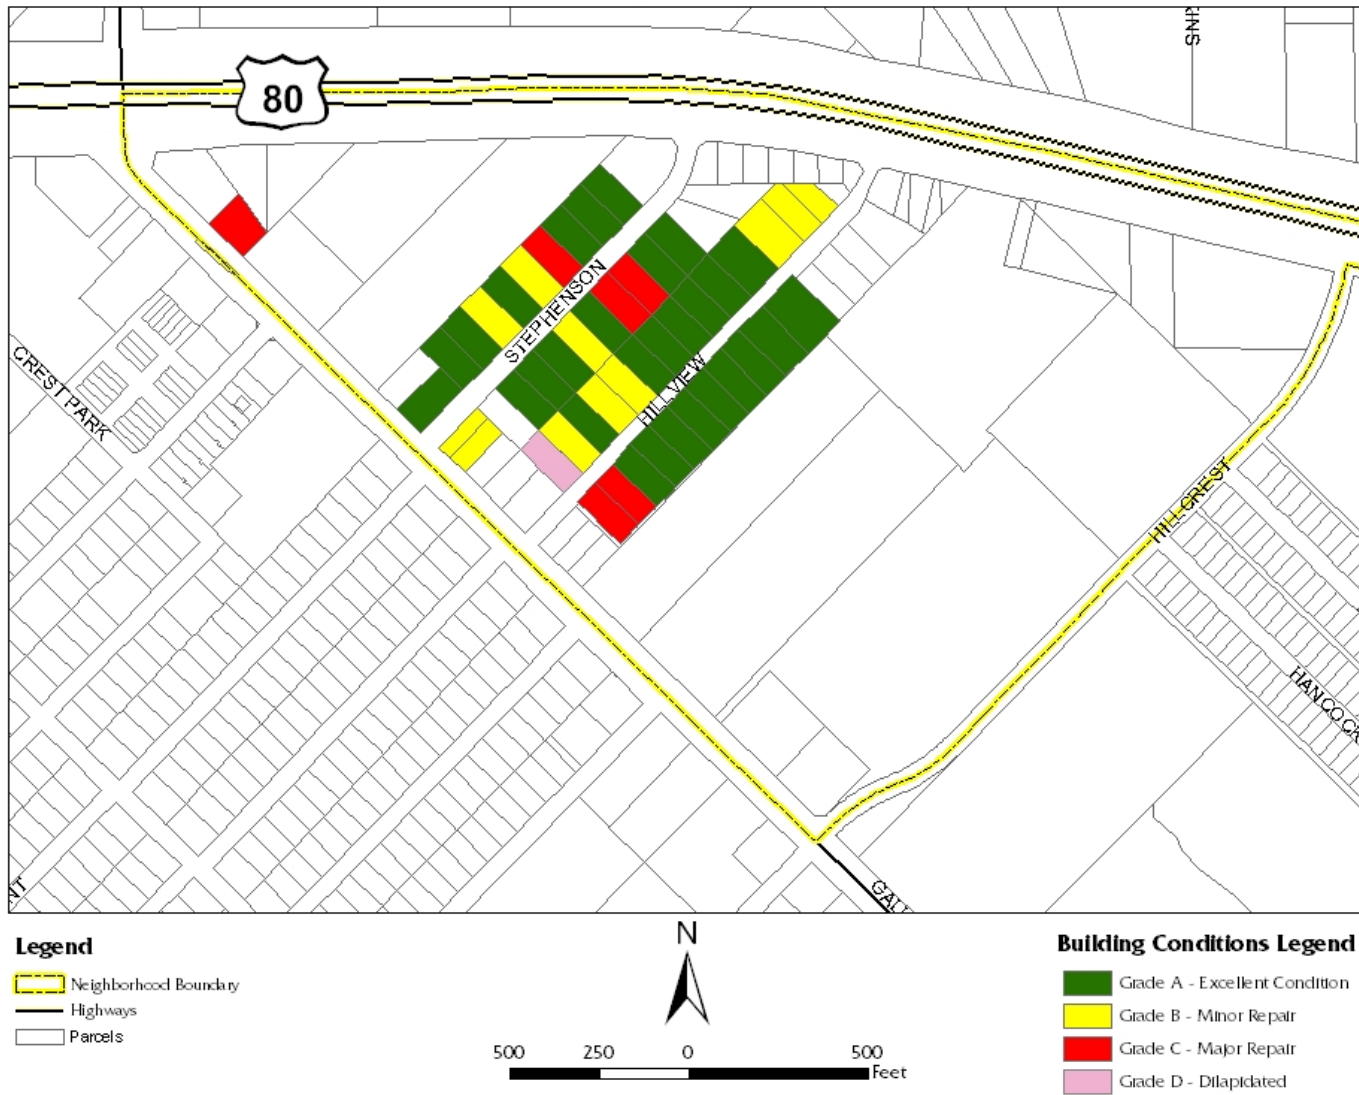 80
STEPHENSON
HILLVIEW
CREST PARK
HILLCREST
HANCOCK
Legend
Neighborhood Boundary
Highways
Parcels
N
500 250 0 500
Feet
Building Conditions Legend
Grade A - Excellent Condition
Grade B - Minor Repair
Grade C - Major Repair
Grade D - Dilapidated